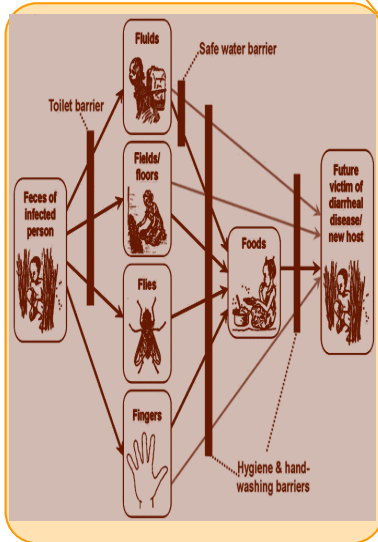 Fluids
Safe water barrier
Toilet barrier
Fields/
floors
Feces of
infected
person
Future
victim of
diarrheal
disease/
new host
Foods
Flies
Fingers
Hygiene & hand-
washing barriers